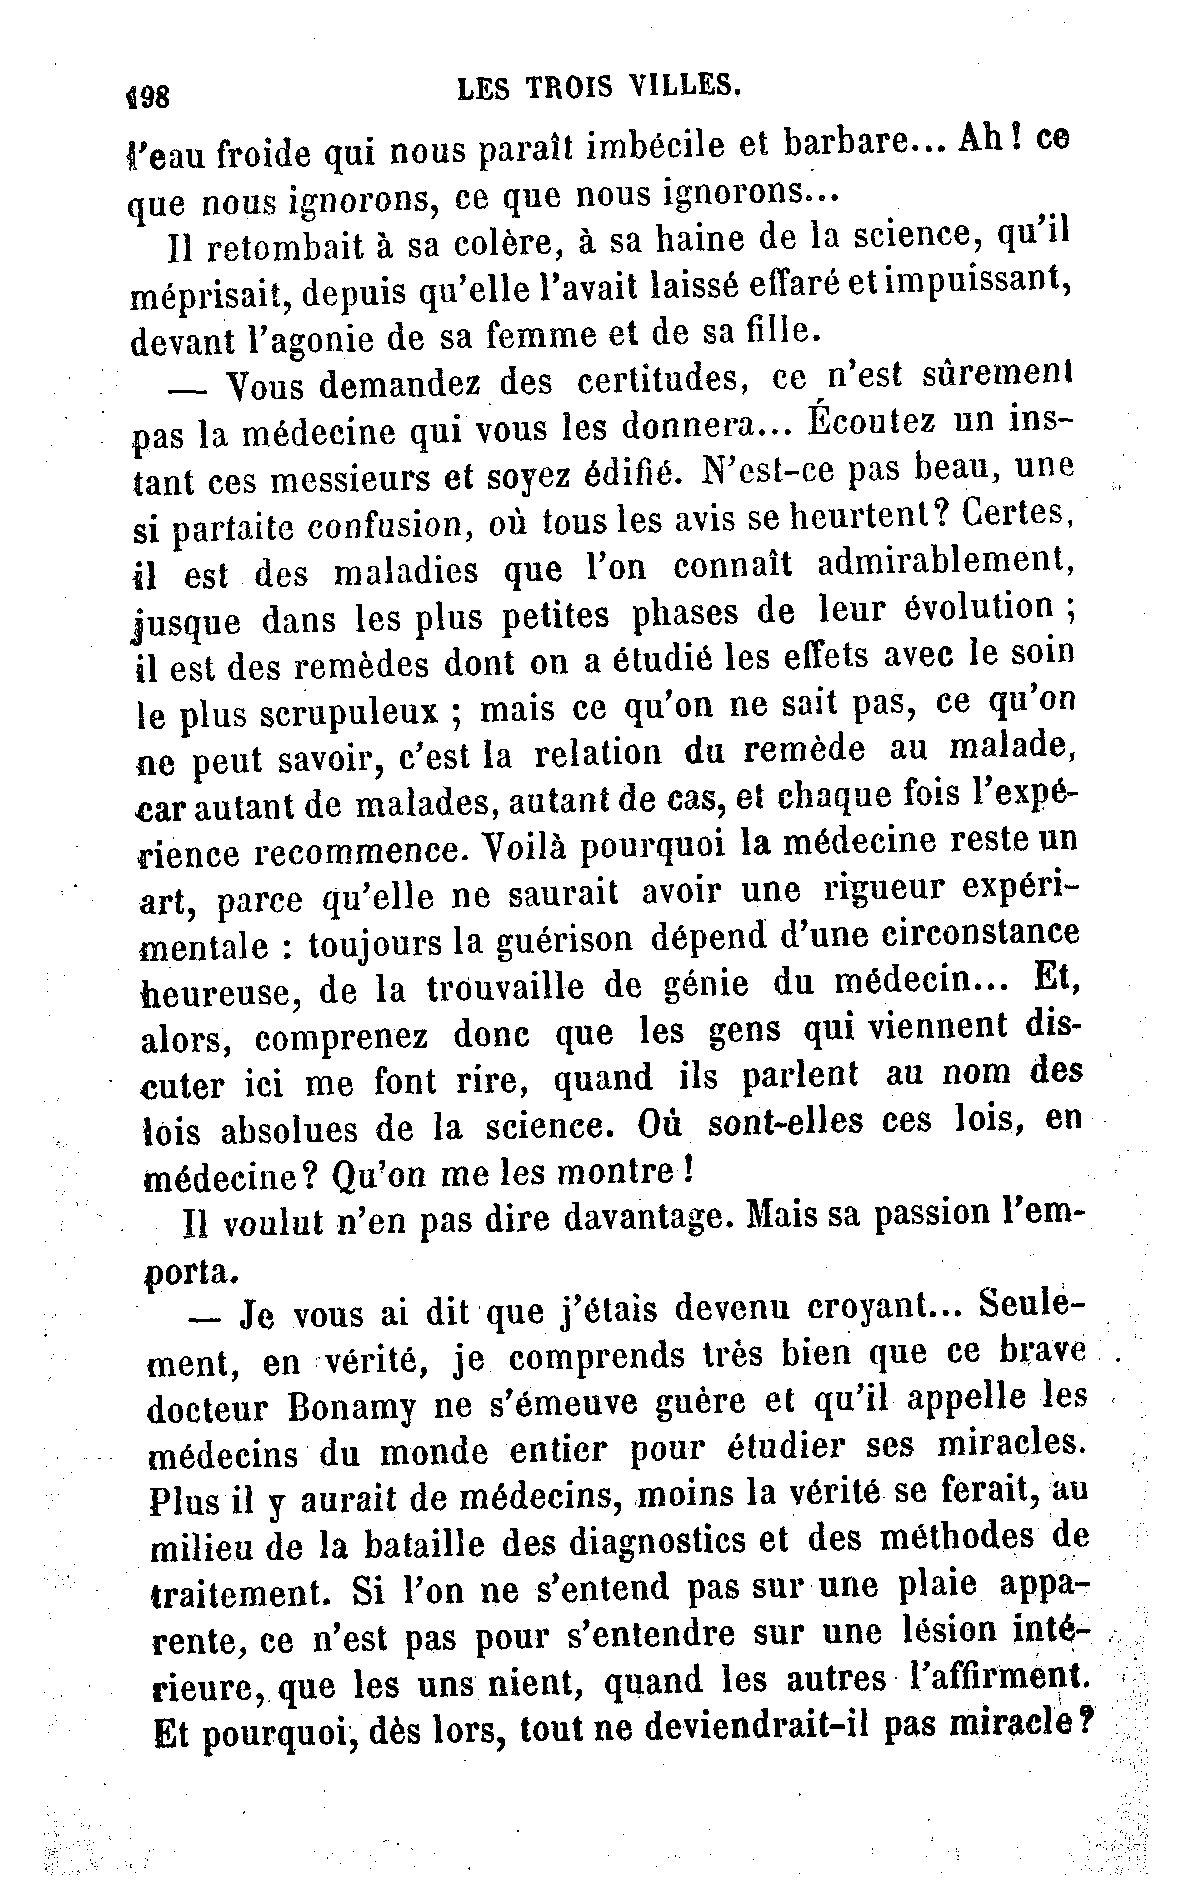 198
LES TROIS VILLES.
l'eau froide qui nous paraît imbécile et barbare... Ah! ce
que nous ignorons, ce que nous ignorons...
Il retombait à sa colère, à sa haine de la science, qu'il
méprisait, depuis qu'elle l'avait laissé effaré et impuissant,
devant l'agonie de sa femme et de sa fille.
— Vous demandez des certitudes, ce n'est sûrement
pas la médecine qui vous les donnera... Écoutez un ins-
tant ces messieurs et soyez édifié. N'est-ce pas beau, une
si parfaite confusion, où tous les avis se heurtent? Certes,
il est des maladies que l'on connaît admirablement,
jusque dans les plus petites phases de leur évolution ;
il est des remèdes dont on a étudié les effets avec le soin
le plus scrupuleux ; mais ce qu'on ne sait pas, ce qu'on
ne peut savoir, c'est la relation du remède au malade,
car autant de malades, autant de cas, et chaque fois l'expé-
rience recommence. Voilà pourquoi la médecine reste un
art, parce qu'elle ne saurait avoir une rigueur expéri-
mentale : toujours la guérison dépend d'une circonstance
heureuse, de la trouvaille de génie du médecin... Et,
alors, comprenez donc que les gens qui viennent dis-
cuter ici me font rire, quand ils parlent au nom des
lois absolues de la science. Où sont-elles ces lois, en
médecine? Qu'on me les montre!
Il voulut n'en pas dire davantage. Mais sa passion l'em-
porta.
— Je vous ai dit que j'étais devenu croyant... Seule-
ment, en vérité, je comprends très bien que ce brave
docteur Bonamy ne s'émeuve guère et qu'il appelle les
médecins du monde entier pour étudier ses miracles.
Plus il y aurait de médecins, moins la vérité se ferait, au
milieu de la bataille des diagnostics et des méthodes de
traitement. Si l'on ne s'entend pas sur une plaie appa-
rente, ce n'est pas pour s'entendre sur une lésion inté-
rieure, que les uns nient, quand les autres l'affirment.
Et pourquoi, dès lors, tout ne deviendrait-il pas miracle?